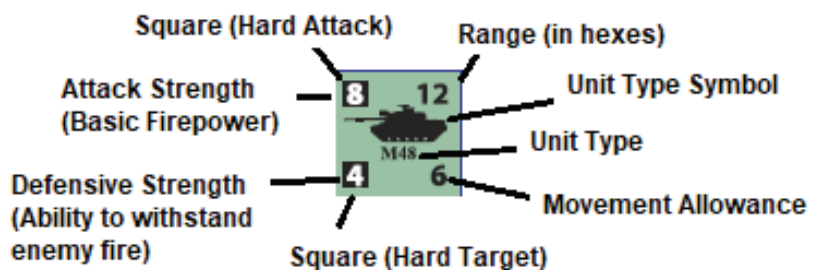 Square (Hard Attack)
Range (in hexes)
Attack Strength
(Basic Firepower)
8
12
Unit Type Symbol
M48
Unit Type
Defensive Strength
(Ability to withstand
enemy fire)
4
6
Movement Allowance
Square (Hard Target)